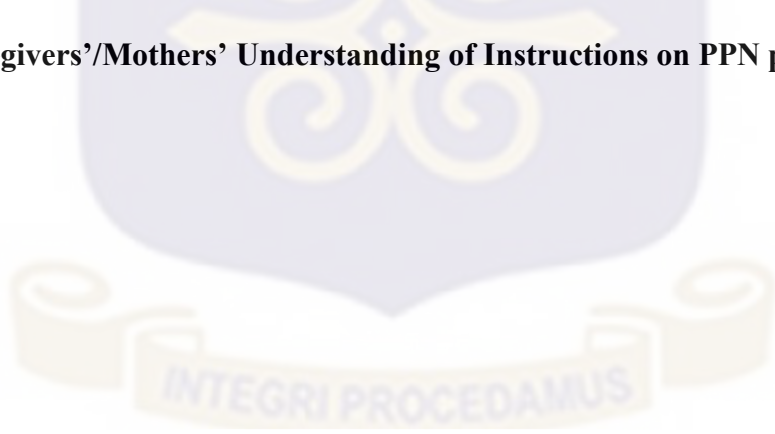 givers’/Mothers’ Understanding of Instructions on PPN
INTEGRI PROCEDAMUS